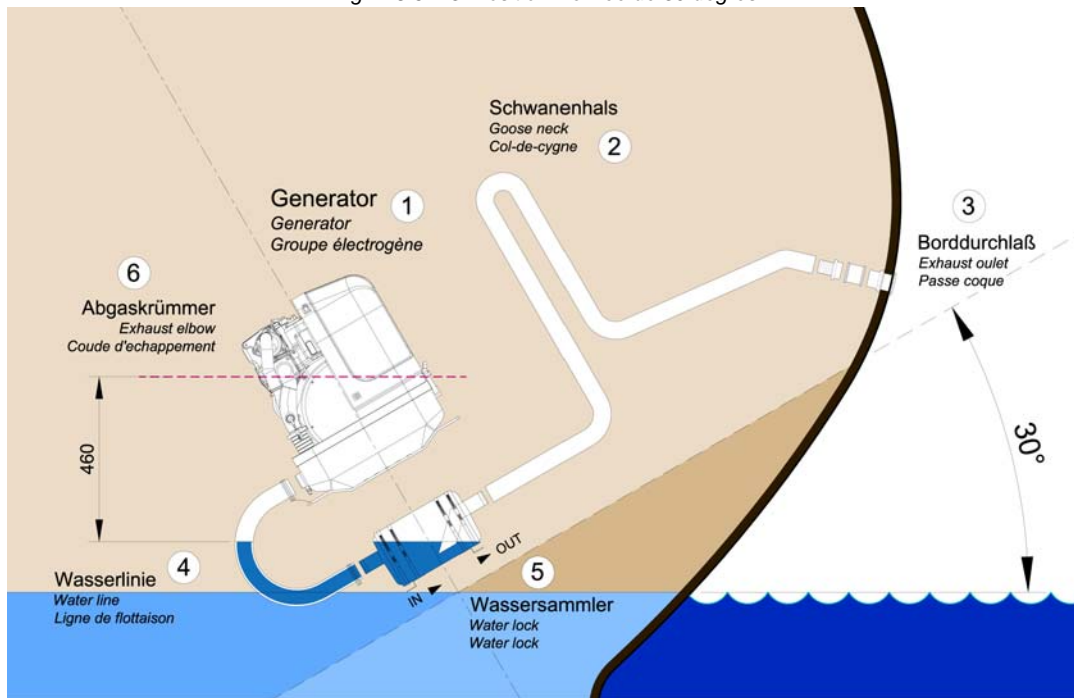 Schwanenhals
Goose neck
Col-de-cygne
2
Generator
Generator
Groupe électrogène
1
3
Borddurchlaß
Exhaust oulet
Passe coque
6
Abgaskrümmer
Exhaust elbow
Coude d'echappement
460
30°
OUT
IN
4
Wasserlinie
Water line
Ligne de flottaison
5
Wassersammler
Water lock
Water lock